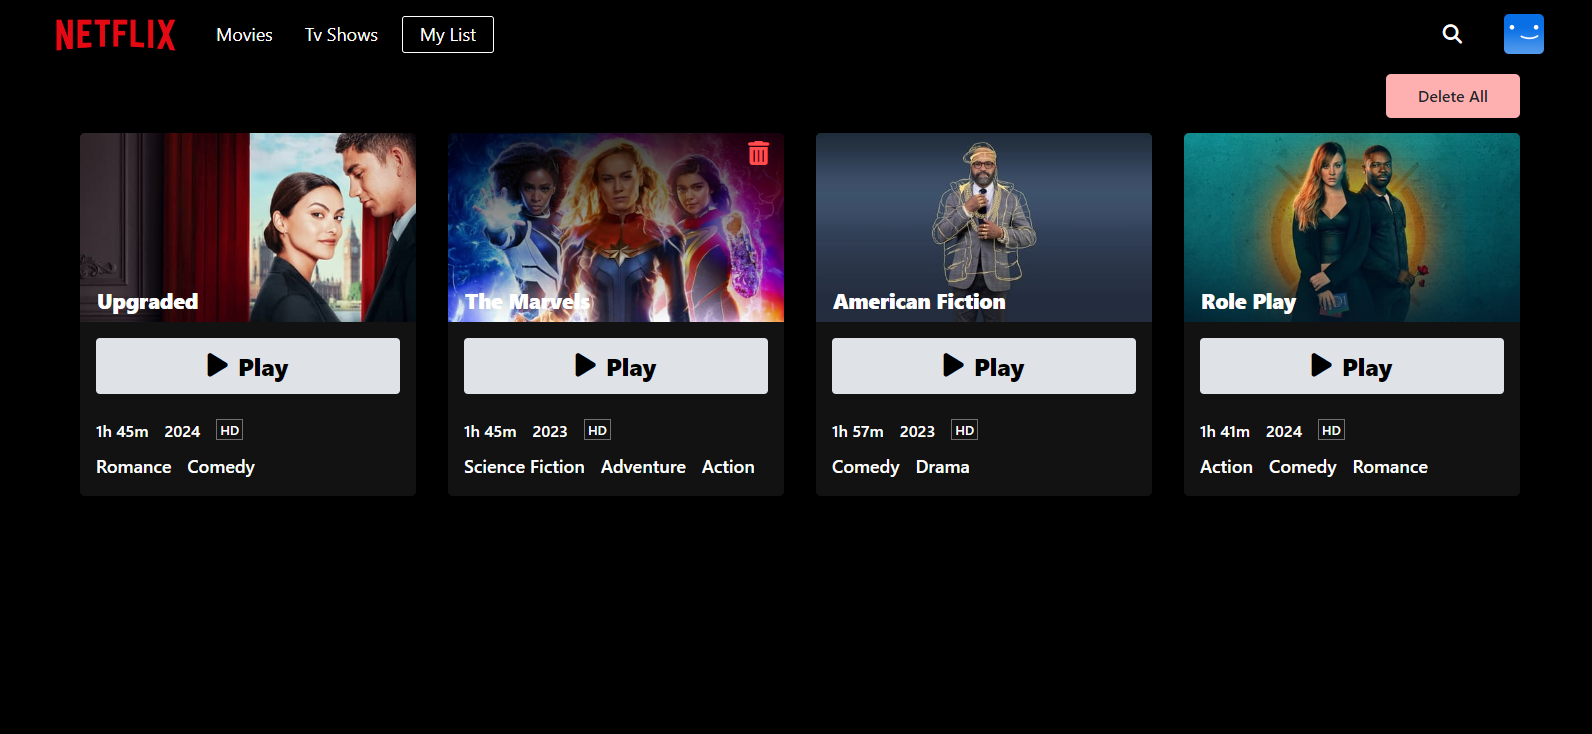 NETFLIX Movies Tv Shows My List
Delete All
Upgraded The Marvels American Fiction Role Play
Play Play Play Play
1h 45m 2024 HD 1h 45m 2023 HD 1h 57m 2023 HD 1h 41m 2024 HD
Romance Comedy Science Fiction Adventure Action Comedy Drama Action Comedy Romance